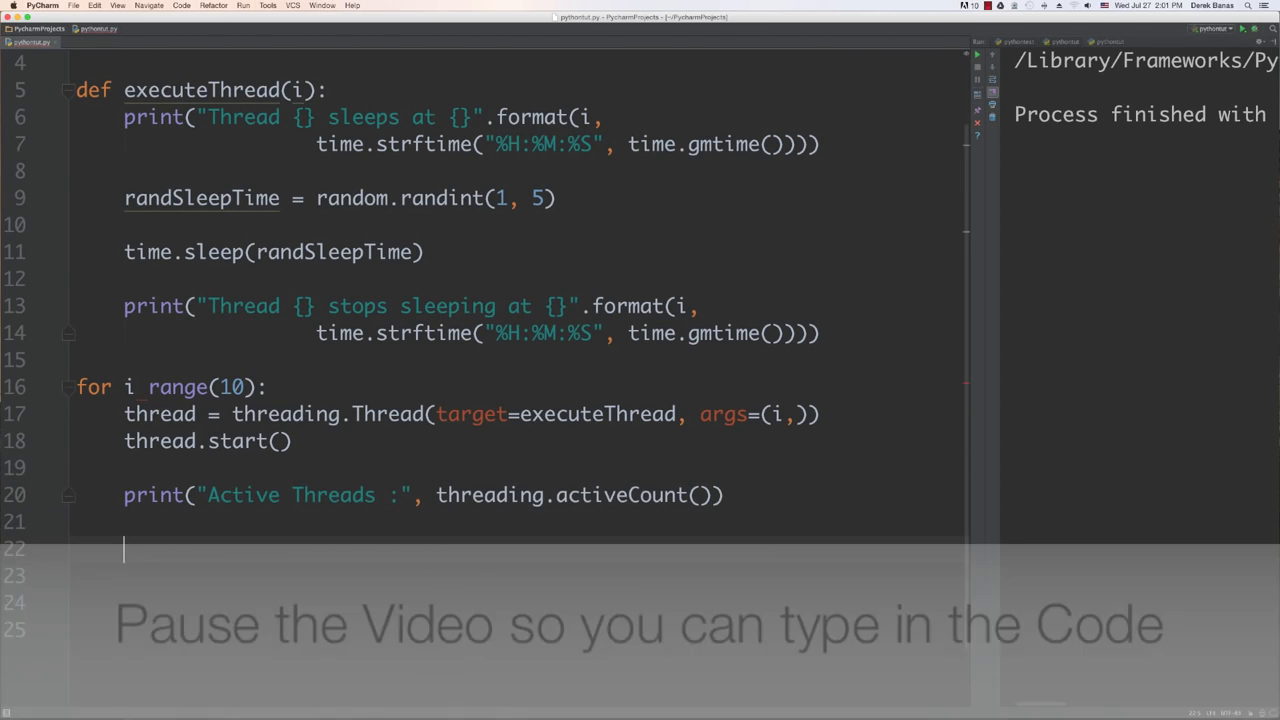 PyCharm File Edit View Navigate Code Refactor Run Tools VCS Window Help
10 Wed Jul 27 2:01 PM Derek Banas
pythontut.py - PyCharmProjects - [~/PycharmProjects]
PycharmProjects pythontut.py pythontut
pythontut.py Run: pythontest pythontut pythontut
4
5 def executeThread(i):
6 print("Thread {} sleeps at {}".format(i,
7 time.strftime("%H:%M:%S", time.gmtime())))
8
9 randSleepTime = random.randint(1, 5)
10
11 time.sleep(randSleepTime)
12
13 print("Thread {} stops sleeping at {}".format(i,
14 time.strftime("%H:%M:%S", time.gmtime())))
15
16 for i range(10):
17 thread = threading.Thread(target=executeThread, args=(i,))
18 thread.start()
19
20 print("Active Threads :", threading.activeCount())
21
22
23
24
25
/Library/Frameworks/Py
Process finished with
Pause the Video so you can type in the Code